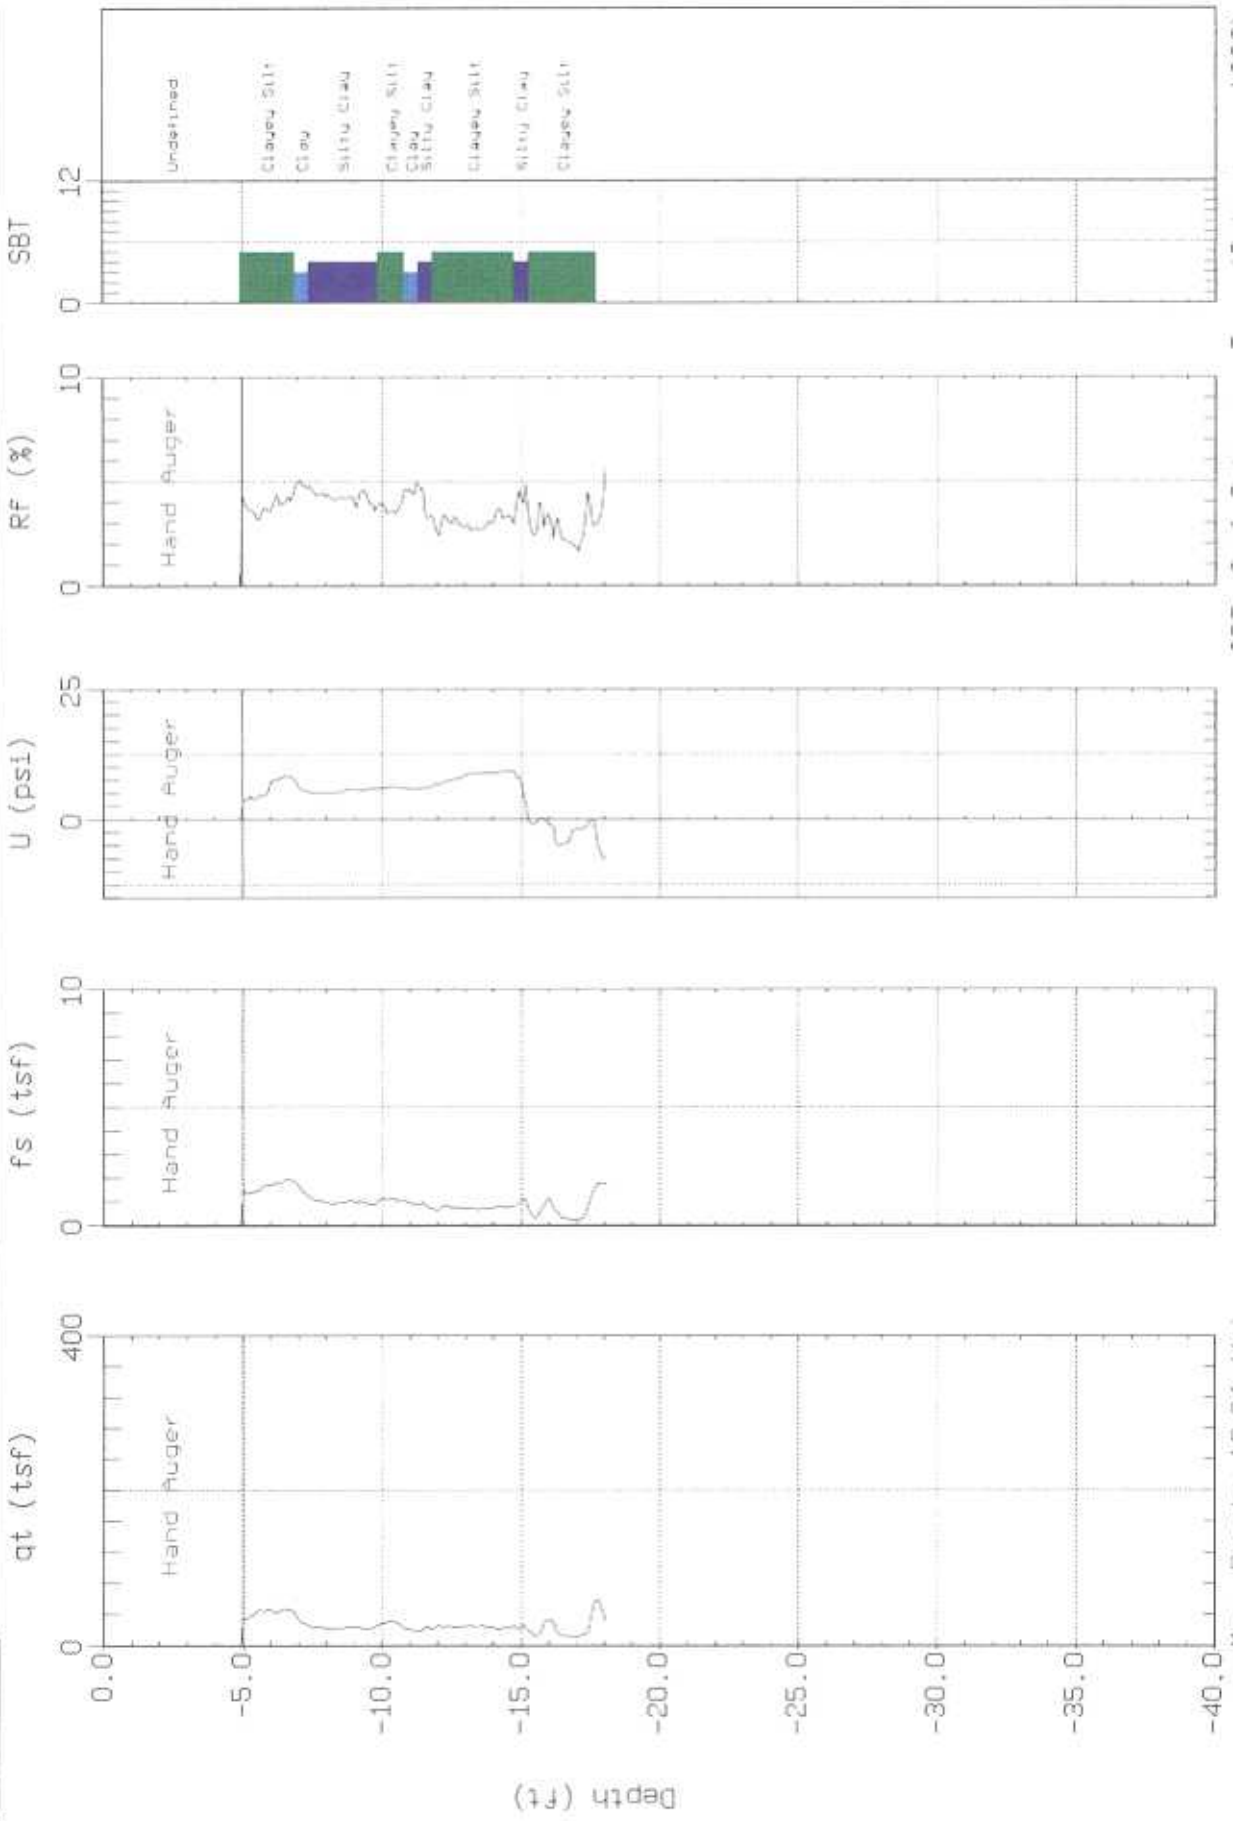 SBT
12
0
Undefined
Clayey Silt
Clay
Silty Clay
Clayey Silt
Clay
Silty Clay
Clayey Silt
Silty Clay
Clayey Silt
Rf (%)
10
0
Hand Auger
U (psi)
25
0
Hand Auger
Hand Auger
fs (tsf)
10
0
Hand Auger
qt (tsf)
400
0
Hand Auger
0.0
-5.0
-10.0
-15.0
-20.0
-25.0
-30.0
-35.0
-40.0
Depth (ft)